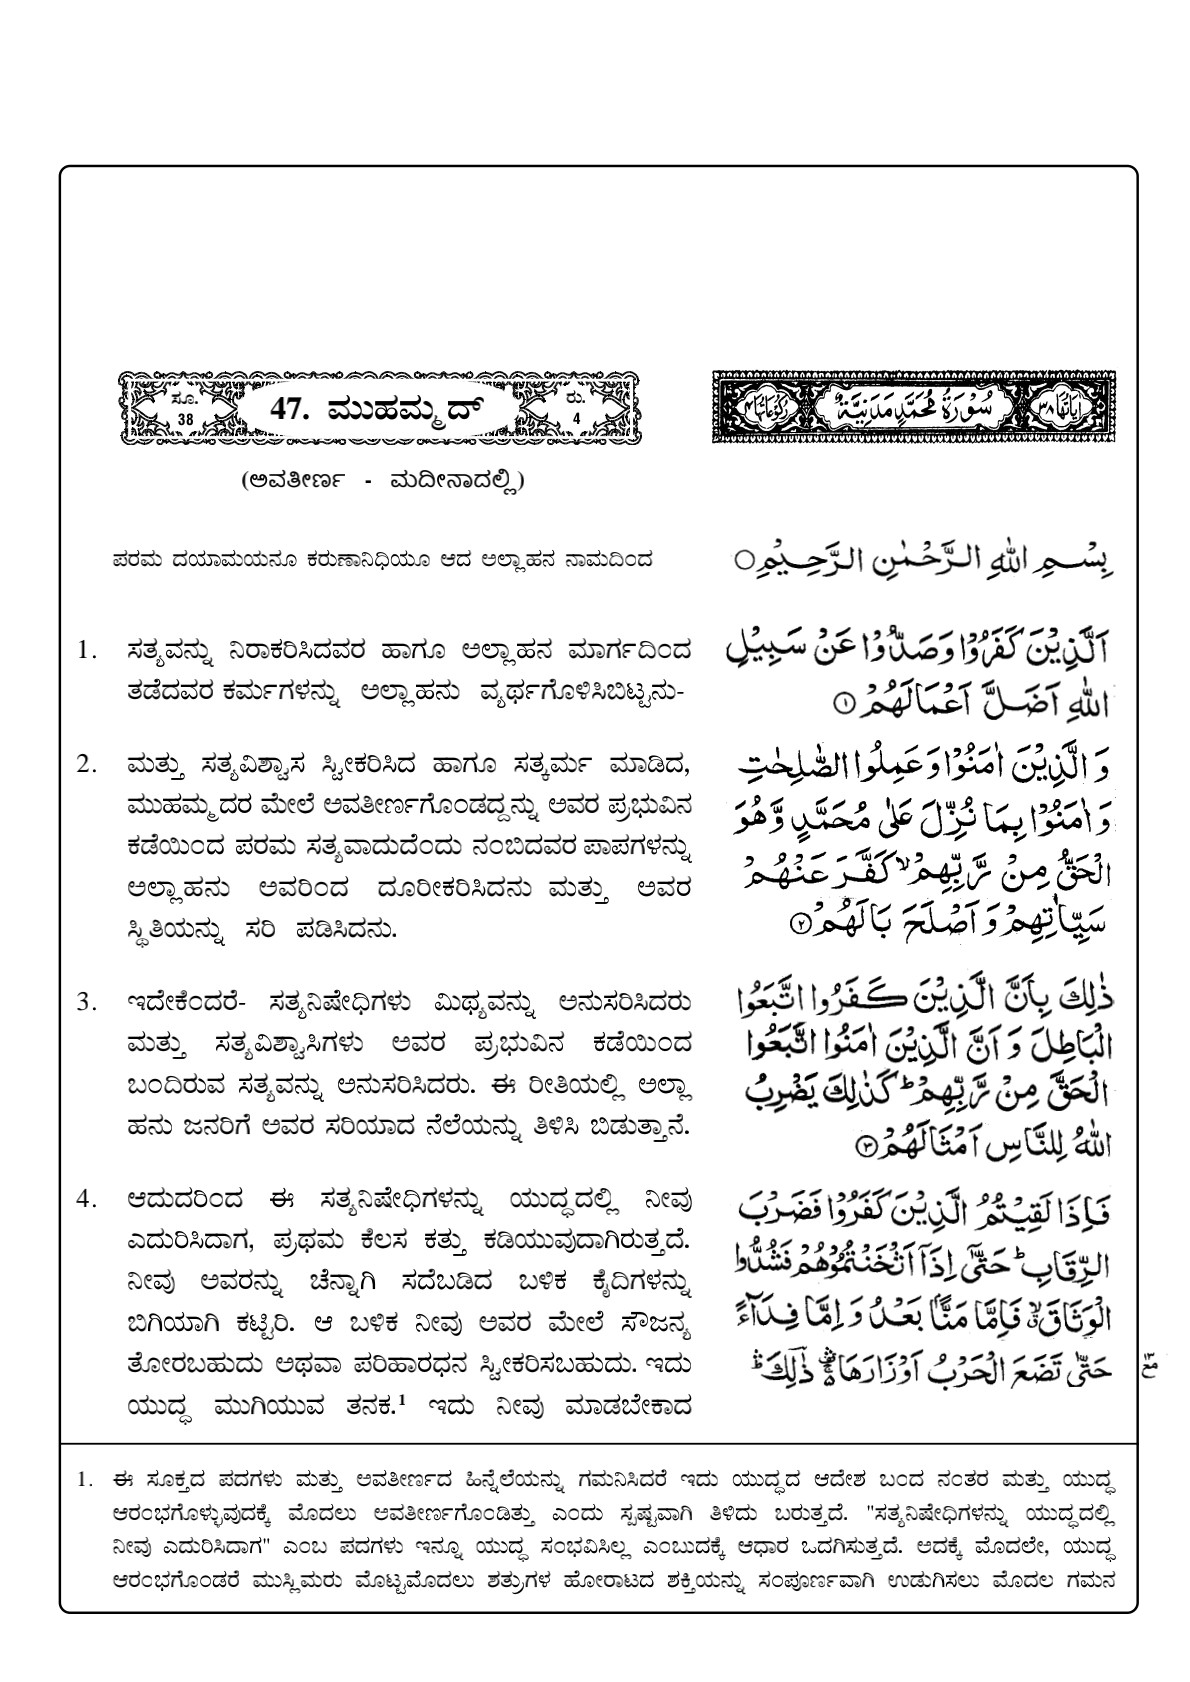 ಸೂ.
38
47. ಮುಹಮ್ಮದ್
ರು.
4
اٰیاتها ٣٨
سُوْرَةُ مُحَمَّدٍ مَدَنِیَّةٌ
رکوعاتها ٤
(ಅವತೀರ್ಣ - ಮದೀನಾದಲ್ಲಿ)
ಪರಮ ದಯಾಮಯನೂ ಕರುಣಾನಿಧಿಯೂ ಆದ ಅಲ್ಲಾಹನ ನಾಮದಿಂದ
بِسْمِ اللّٰهِ الرَّحْمٰنِ الرَّحِیْمِ○
1. ಸತ್ಯವನ್ನು ನಿರಾಕರಿಸಿದವರ ಹಾಗೂ ಅಲ್ಲಾಹನ ಮಾರ್ಗದಿಂದ
ತಡೆದವರ ಕರ್ಮಗಳನ್ನು ಅಲ್ಲಾಹನು ವ್ಯರ್ಥಗೊಳಿಸಿಬಿಟ್ಟನು-
اَلَّذِیْنَ كَفَرُوْا وَصَدُّوْا عَنْ سَبِیْلِ
اللّٰهِ اَضَلَّ اَعْمَالَهُمْ ①
2. ಮತ್ತು ಸತ್ಯವಿಶ್ವಾಸ ಸ್ವೀಕರಿಸಿದ ಹಾಗೂ ಸತ್ಕರ್ಮ ಮಾಡಿದ,
ಮುಹಮ್ಮದರ ಮೇಲೆ ಅವತೀರ್ಣಗೊಂಡದ್ದನ್ನು ಅವರ ಪ್ರಭುವಿನ
ಕಡೆಯಿಂದ ಪರಮ ಸತ್ಯವಾದುದೆಂದು ನಂಬಿದವರ ಪಾಪಗಳನ್ನು
ಅಲ್ಲಾಹನು ಅವರಿಂದ ದೂರೀಕರಿಸಿದನು ಮತ್ತು ಅವರ
ಸ್ಥಿತಿಯನ್ನು ಸರಿ ಪಡಿಸಿದನು.
وَ الَّذِیْنَ اٰمَنُوْا وَ عَمِلُوا الصّٰلِحٰتِ
وَ اٰمَنُوْا بِمَا نُزِّلَ عَلٰی مُحَمَّدٍ وَّ هُوَ
الْحَقُّ مِنْ رَّبِّهِمْ ۙ كَفَّرَ عَنْهُمْ
سَیِّاٰتِهِمْ وَ اَصْلَحَ بَالَهُمْ ②
3. ಇದೇಕೆಂದರೆ- ಸತ್ಯನಿಷೇಧಿಗಳು ಮಿಥ್ಯವನ್ನು ಅನುಸರಿಸಿದರು
ಮತ್ತು ಸತ್ಯವಿಶ್ವಾಸಿಗಳು ಅವರ ಪ್ರಭುವಿನ ಕಡೆಯಿಂದ
ಬಂದಿರುವ ಸತ್ಯವನ್ನು ಅನುಸರಿಸಿದರು. ಈ ರೀತಿಯಲ್ಲಿ ಅಲ್ಲಾ
ಹನು ಜನರಿಗೆ ಅವರ ಸರಿಯಾದ ನೆಲೆಯನ್ನು ತಿಳಿಸಿ ಬಿಡುತ್ತಾನೆ.
ذٰلِكَ بِاَنَّ الَّذِیْنَ كَفَرُوا اتَّبَعُوا
الْبَاطِلَ وَ اَنَّ الَّذِیْنَ اٰمَنُوا اتَّبَعُوا
الْحَقَّ مِنْ رَّبِّهِمْ ؕ كَذٰلِكَ یَضْرِبُ
اللّٰهُ لِلنَّاسِ اَمْثَالَهُمْ ③
4. ಆದುದರಿಂದ ಈ ಸತ್ಯನಿಷೇಧಿಗಳನ್ನು ಯುದ್ಧದಲ್ಲಿ ನೀವು
ಎದುರಿಸಿದಾಗ, ಪ್ರಥಮ ಕೆಲಸ ಕತ್ತು ಕಡಿಯುವುದಾಗಿರುತ್ತದೆ.
ನೀವು ಅವರನ್ನು ಚೆನ್ನಾಗಿ ಸದೆಬಡಿದ ಬಳಿಕ ಕೈದಿಗಳನ್ನು
ಬಿಗಿಯಾಗಿ ಕಟ್ಟಿರಿ. ಆ ಬಳಿಕ ನೀವು ಅವರ ಮೇಲೆ ಸೌಜನ್ಯ
ತೋರಬಹುದು ಅಥವಾ ಪರಿಹಾರಧನ ಸ್ವೀಕರಿಸಬಹುದು. ಇದು
ಯುದ್ಧ ಮುಗಿಯುವ ತನಕ.¹ ಇದು ನೀವು ಮಾಡಬೇಕಾದ
فَاِذَا لَقِیْتُمُ الَّذِیْنَ كَفَرُوْا فَضَرْبَ
الرِّقَابِ ؕ حَتّٰۤی اِذَاۤ اَثْخَنْتُمُوْهُمْ فَشُدُّوا
الْوَثَاقَ ۙ فَاِمَّا مَنًّۢا بَعْدُ وَ اِمَّا فِدَآءً
حَتّٰی تَضَعَ الْحَرْبُ اَوْزَارَهَا ۛ۬ ذٰلِكَ ۛؕ
1. ಈ ಸೂಕ್ತದ ಪದಗಳು ಮತ್ತು ಅವತೀರ್ಣದ ಹಿನ್ನೆಲೆಯನ್ನು ಗಮನಿಸಿದರೆ ಇದು ಯುದ್ಧದ ಆದೇಶ ಬಂದ ನಂತರ ಮತ್ತು ಯುದ್ಧ
ಆರಂಭಗೊಳ್ಳುವುದಕ್ಕೆ ಮೊದಲು ಅವತೀರ್ಣಗೊಂಡಿತ್ತು ಎಂದು ಸ್ಪಷ್ಟವಾಗಿ ತಿಳಿದು ಬರುತ್ತದೆ. "ಸತ್ಯನಿಷೇಧಿಗಳನ್ನು ಯುದ್ಧದಲ್ಲಿ
ನೀವು ಎದುರಿಸಿದಾಗ" ಎಂಬ ಪದಗಳು ಇನ್ನೂ ಯುದ್ಧ ಸಂಭವಿಸಿಲ್ಲ ಎಂಬುದಕ್ಕೆ ಆಧಾರ ಒದಗಿಸುತ್ತದೆ. ಅದಕ್ಕೆ ಮೊದಲೇ, ಯುದ್ಧ
ಆರಂಭಗೊಂಡರೆ ಮುಸ್ಲಿಮರು ಮೊಟ್ಟಮೊದಲು ಶತ್ರುಗಳ ಹೋರಾಟದ ಶಕ್ತಿಯನ್ನು ಸಂಪೂರ್ಣವಾಗಿ ಉಡುಗಿಸಲು ಮೊದಲ ಗಮನ